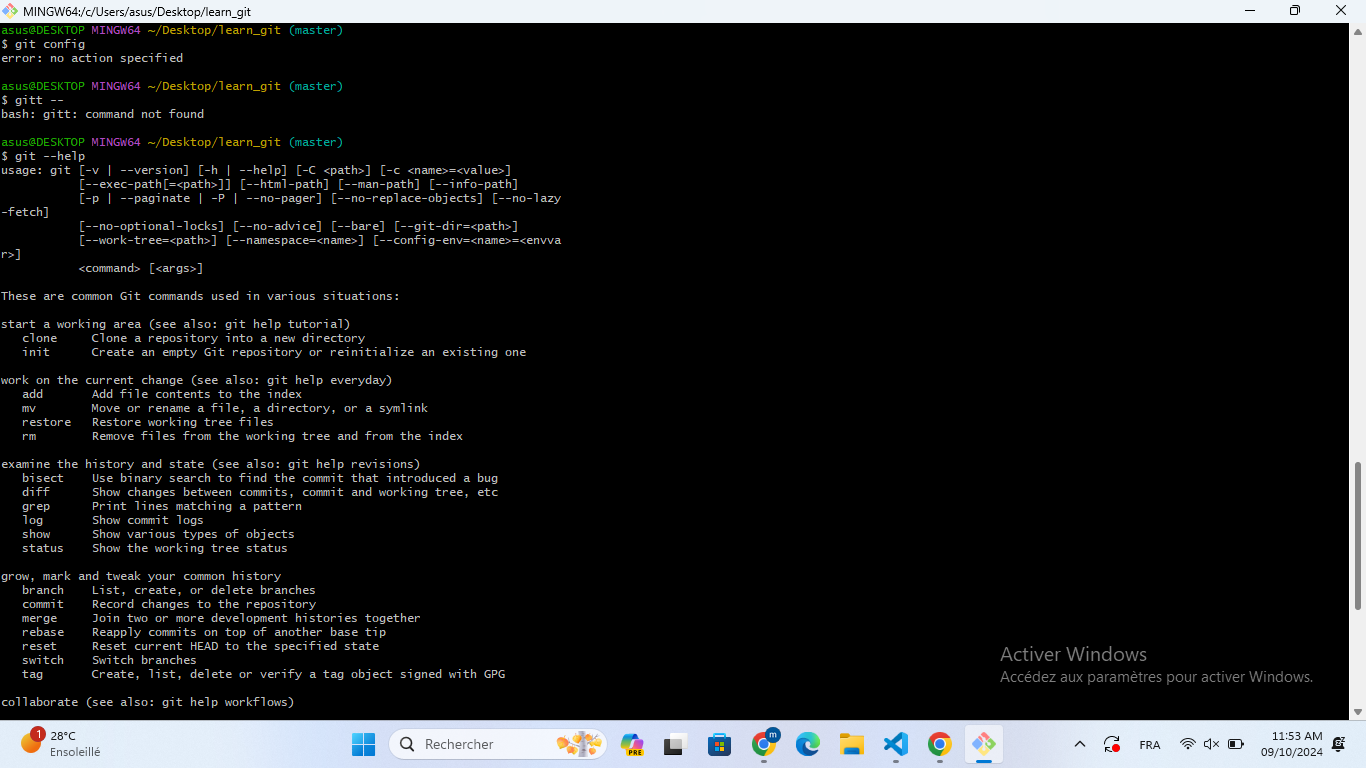 MINGW64:/c/Users/asus/Desktop/learn_git
asus@DESKTOP MINGW64 ~/Desktop/learn_git (master)
$ git config
error: no action specified
asus@DESKTOP MINGW64 ~/Desktop/learn_git (master)
$ gitt --
bash: gitt: command not found
asus@DESKTOP MINGW64 ~/Desktop/learn_git (master)
$ git --help
usage: git [-v | --version] [-h | --help] [-C <path>] [-c <name>=<value>]
[--exec-path[=<path>]] [--html-path] [--man-path] [--info-path]
[-p | --paginate | -P | --no-pager] [--no-replace-objects] [--no-lazy
-fetch]
[--no-optional-locks] [--no-advice] [--bare] [--git-dir=<path>]
[--work-tree=<path>] [--namespace=<name>] [--config-env=<name>=<envva
r>]
<command> [<args>]
These are common Git commands used in various situations:
start a working area (see also: git help tutorial)
clone     Clone a repository into a new directory
init      Create an empty Git repository or reinitialize an existing one
work on the current change (see also: git help everyday)
add       Add file contents to the index
mv        Move or rename a file, a directory, or a symlink
restore   Restore working tree files
rm        Remove files from the working tree and from the index
examine the history and state (see also: git help revisions)
bisect    Use binary search to find the commit that introduced a bug
diff      Show changes between commits, commit and working tree, etc
grep      Print lines matching a pattern
log       Show commit logs
show      Show various types of objects
status    Show the working tree status
grow, mark and tweak your common history
branch    List, create, or delete branches
commit    Record changes to the repository
merge     Join two or more development histories together
rebase    Reapply commits on top of another base tip
reset     Reset current HEAD to the specified state
switch    Switch branches
tag       Create, list, delete or verify a tag object signed with GPG
collaborate (see also: git help workflows)
Activer Windows
Accédez aux paramètres pour activer Windows.
1
28°C
Ensoleillé
Rechercher
PRE
m
FRA
11:53 AM
09/10/2024